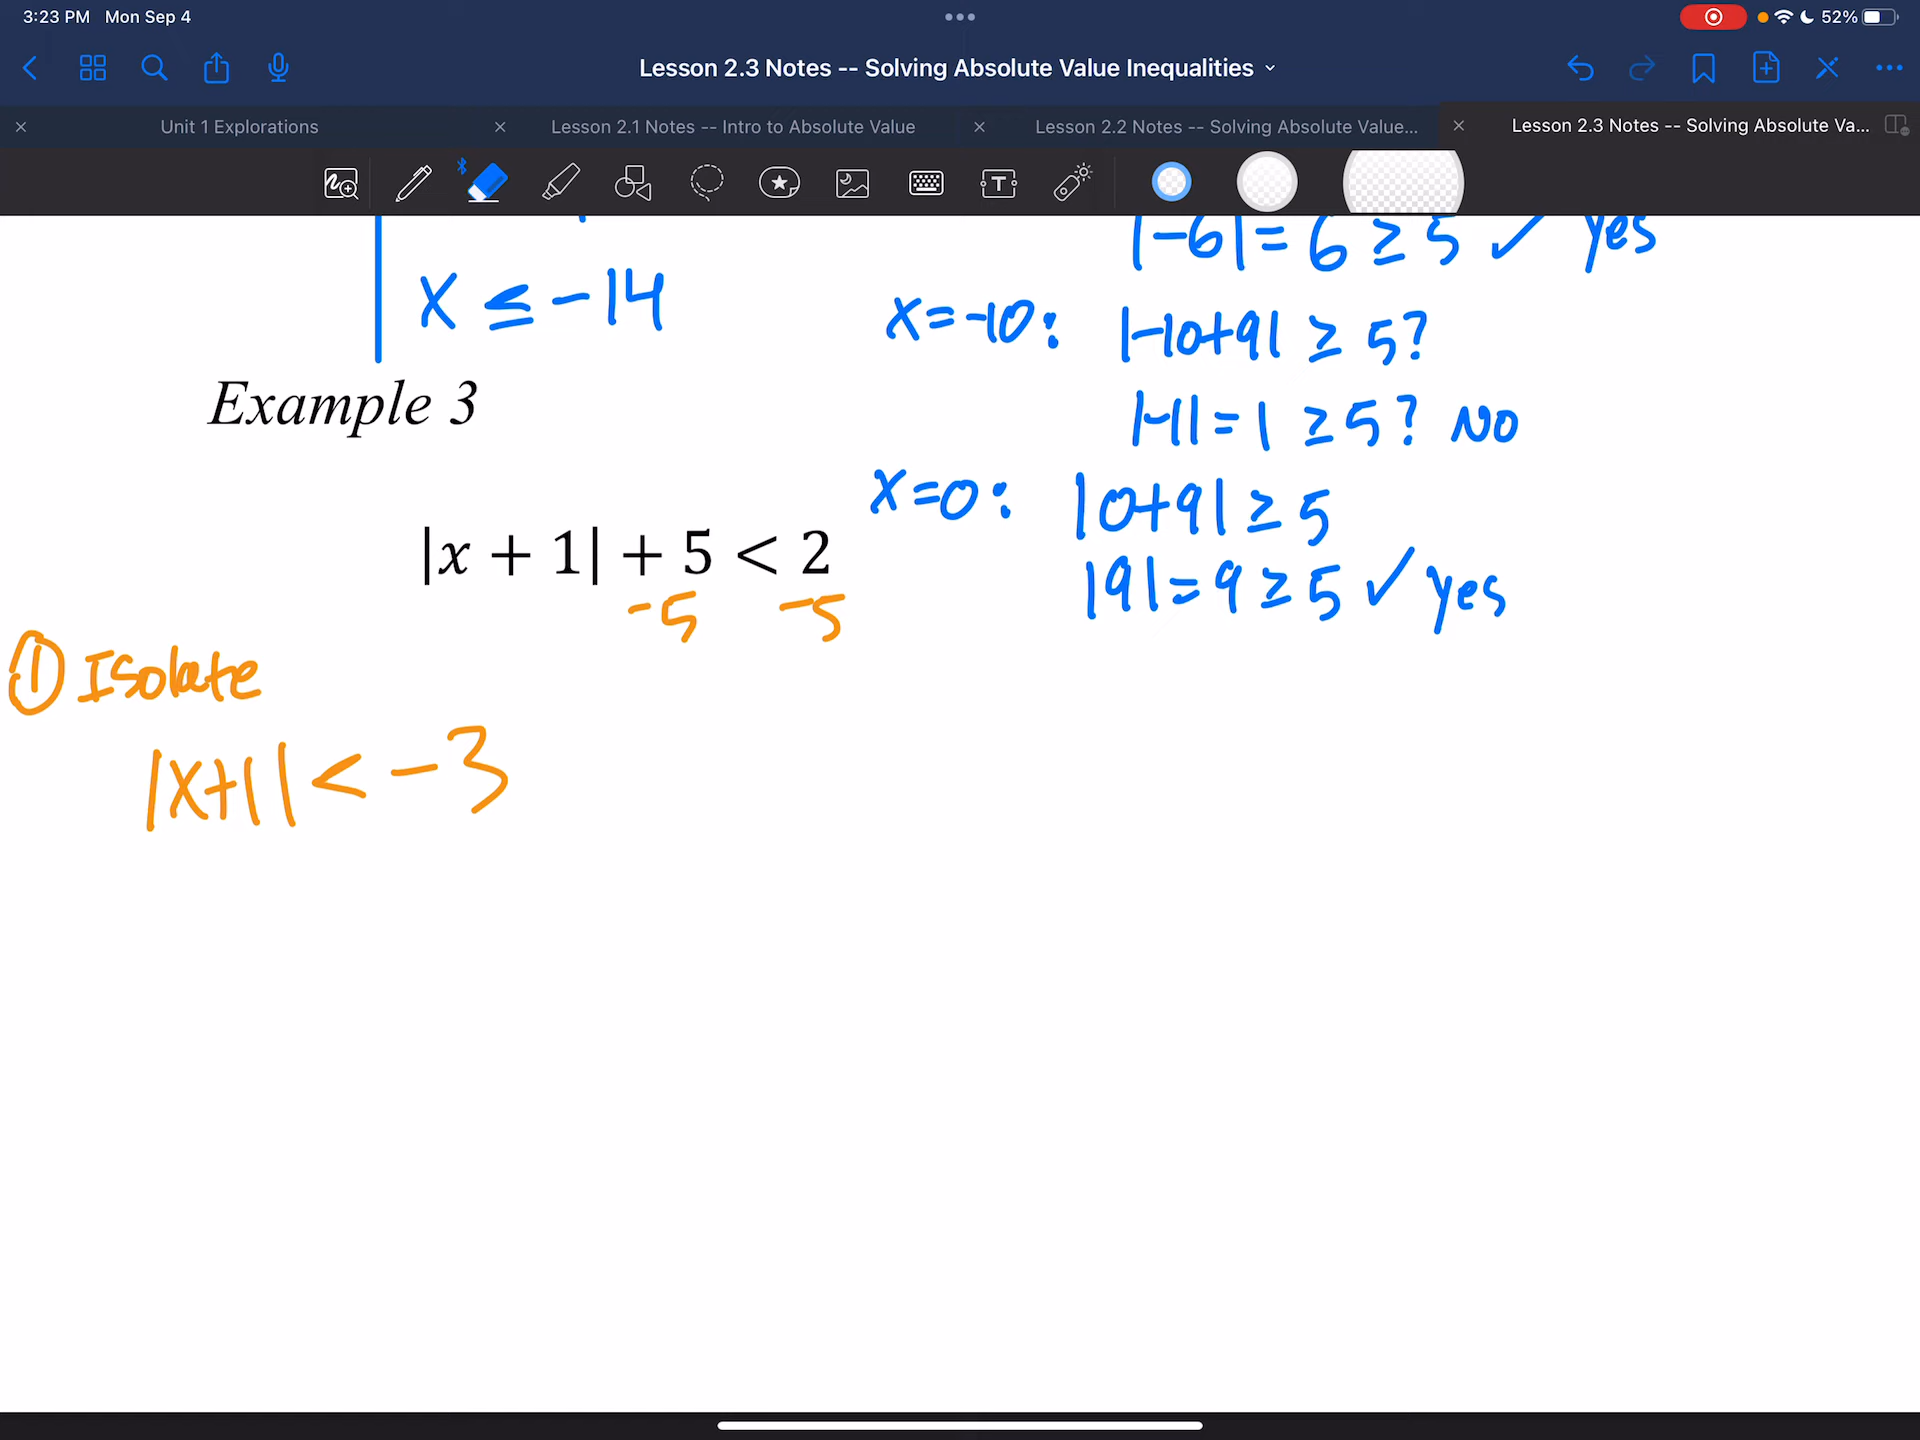 3:23 PM Mon Sep 4
52%
Lesson 2.3 Notes -- Solving Absolute Value Inequalities
Unit 1 Explorations
Lesson 2.1 Notes -- Intro to Absolute Value
Lesson 2.2 Notes -- Solving Absolute Value...
Lesson 2.3 Notes -- Solving Absolute Va...
|-6| = 6 ≥ 5 ✓ yes
x ≤ -14
x=-10: |-10+9| ≥ 5?
Example 3
|-1| = 1 ≥ 5? NO
x=0: |0+9| ≥ 5
|x + 1| + 5 < 2
|9| = 9 ≥ 5 ✓ yes
-5 -5
① Isolate
|x+1| < -3